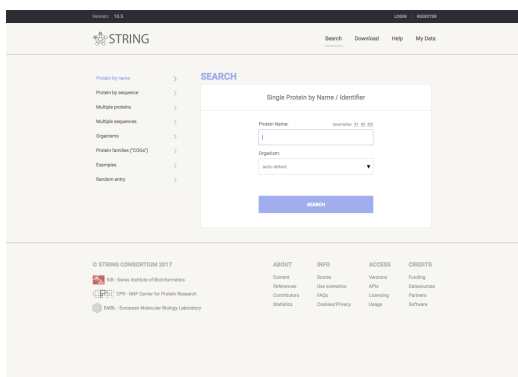 Version: 10.5
LOGIN | REGISTER
STRING
Search Download Help My Data
Protein by name
Protein by sequence
Multiple proteins
Multiple sequences
Organisms
Protein families ("COGs")
Examples
Random entry
SEARCH
Single Protein by Name / Identifier
Protein Name: (examples: #1 #2 #3)
Organism:
auto-detect
SEARCH
© STRING CONSORTIUM 2017
SIB - Swiss Institute of Bioinformatics
CPR - NNF Center for Protein Research
EMBL - European Molecular Biology Laboratory
ABOUT
Content
References
Contributors
Statistics
INFO
Scores
Use scenarios
FAQs
Cookies/Privacy
ACCESS
Versions
APIs
Licensing
Usage
CREDITS
Funding
Datasources
Partners
Software